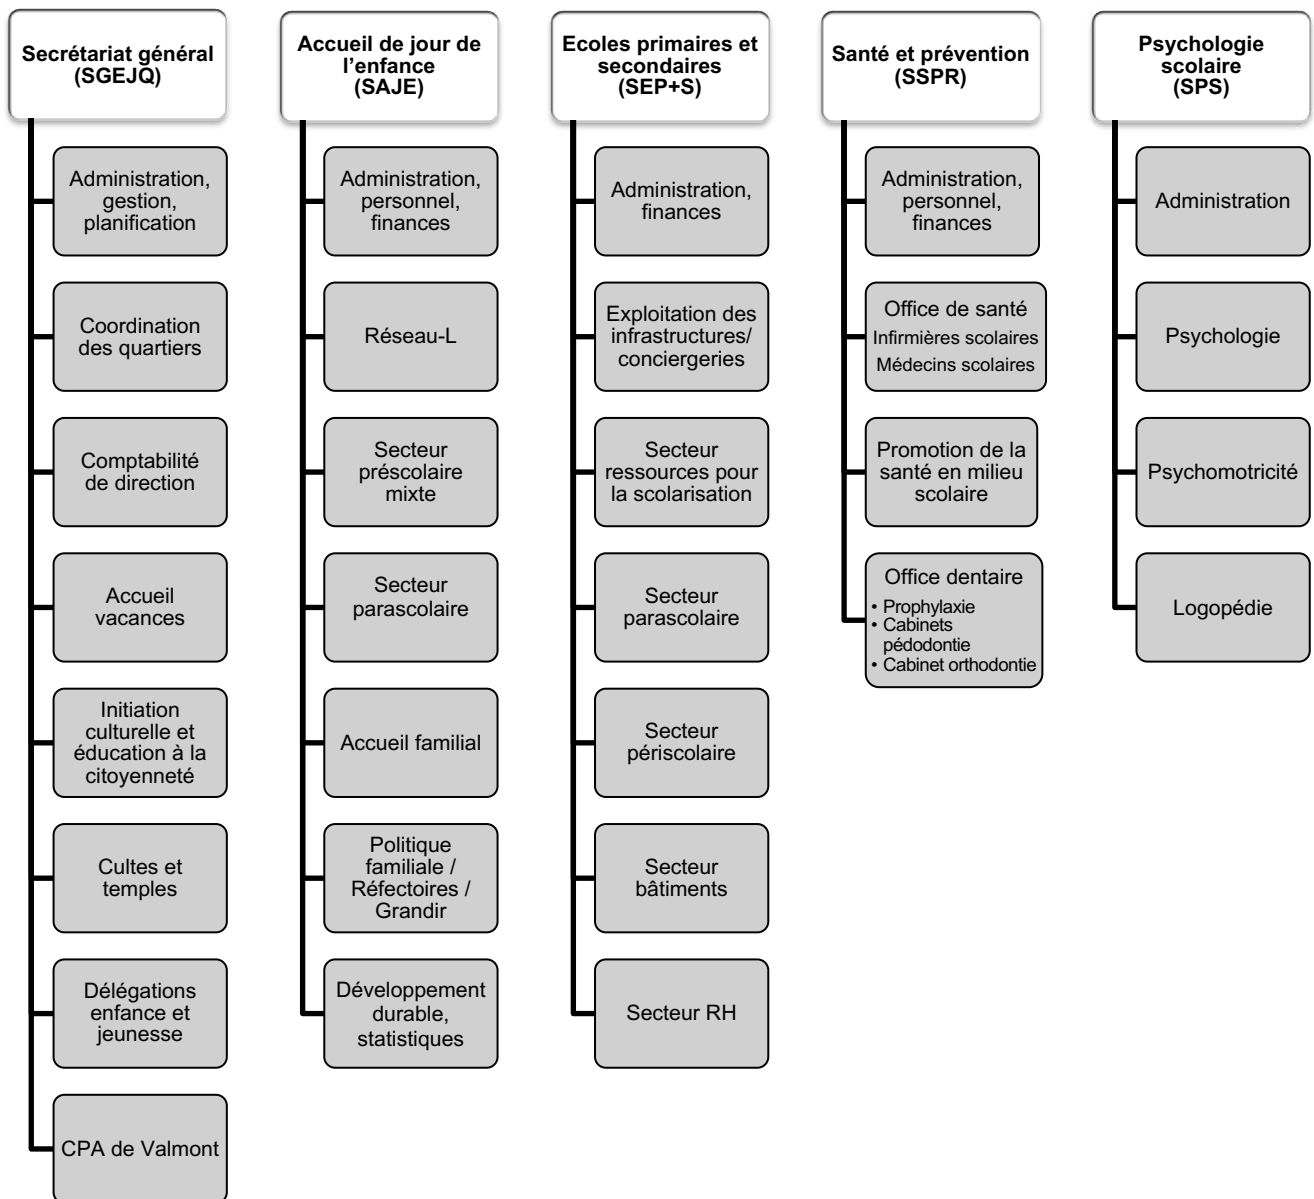 Secrétariat général
(SGEJQ)
Administration,
gestion,
planification
Coordination
des quartiers
Comptabilité
de direction
Accueil
vacances
Initiation
culturelle et
éducation à la
citoyenneté
Cultes et
temples
Délégations
enfance et
jeunesse
CPA de Valmont
Accueil de jour de
l’enfance
(SAJE)
Administration,
personnel,
finances
Réseau-L
Secteur
préscolaire
mixte
Secteur
parascolaire
Accueil familial
Politique
familiale /
Réfectoires /
Grandir
Développement
durable,
statistiques
Ecoles primaires et
secondaires
(SEP+S)
Administration,
finances
Exploitation des
infrastructures/
conciergeries
Secteur
ressources pour
la scolarisation
Secteur
parascolaire
Secteur
périscolaire
Secteur
bâtiments
Secteur RH
Santé et prévention
(SSPR)
Administration,
personnel,
finances
Office de santé
Infirmières scolaires
Médecins scolaires
Promotion de la
santé en milieu
scolaire
Office dentaire
• Prophylaxie
• Cabinets
pédodontie
• Cabinet orthodontie
Psychologie
scolaire
(SPS)
Administration
Psychologie
Psychomotricité
Logopédie